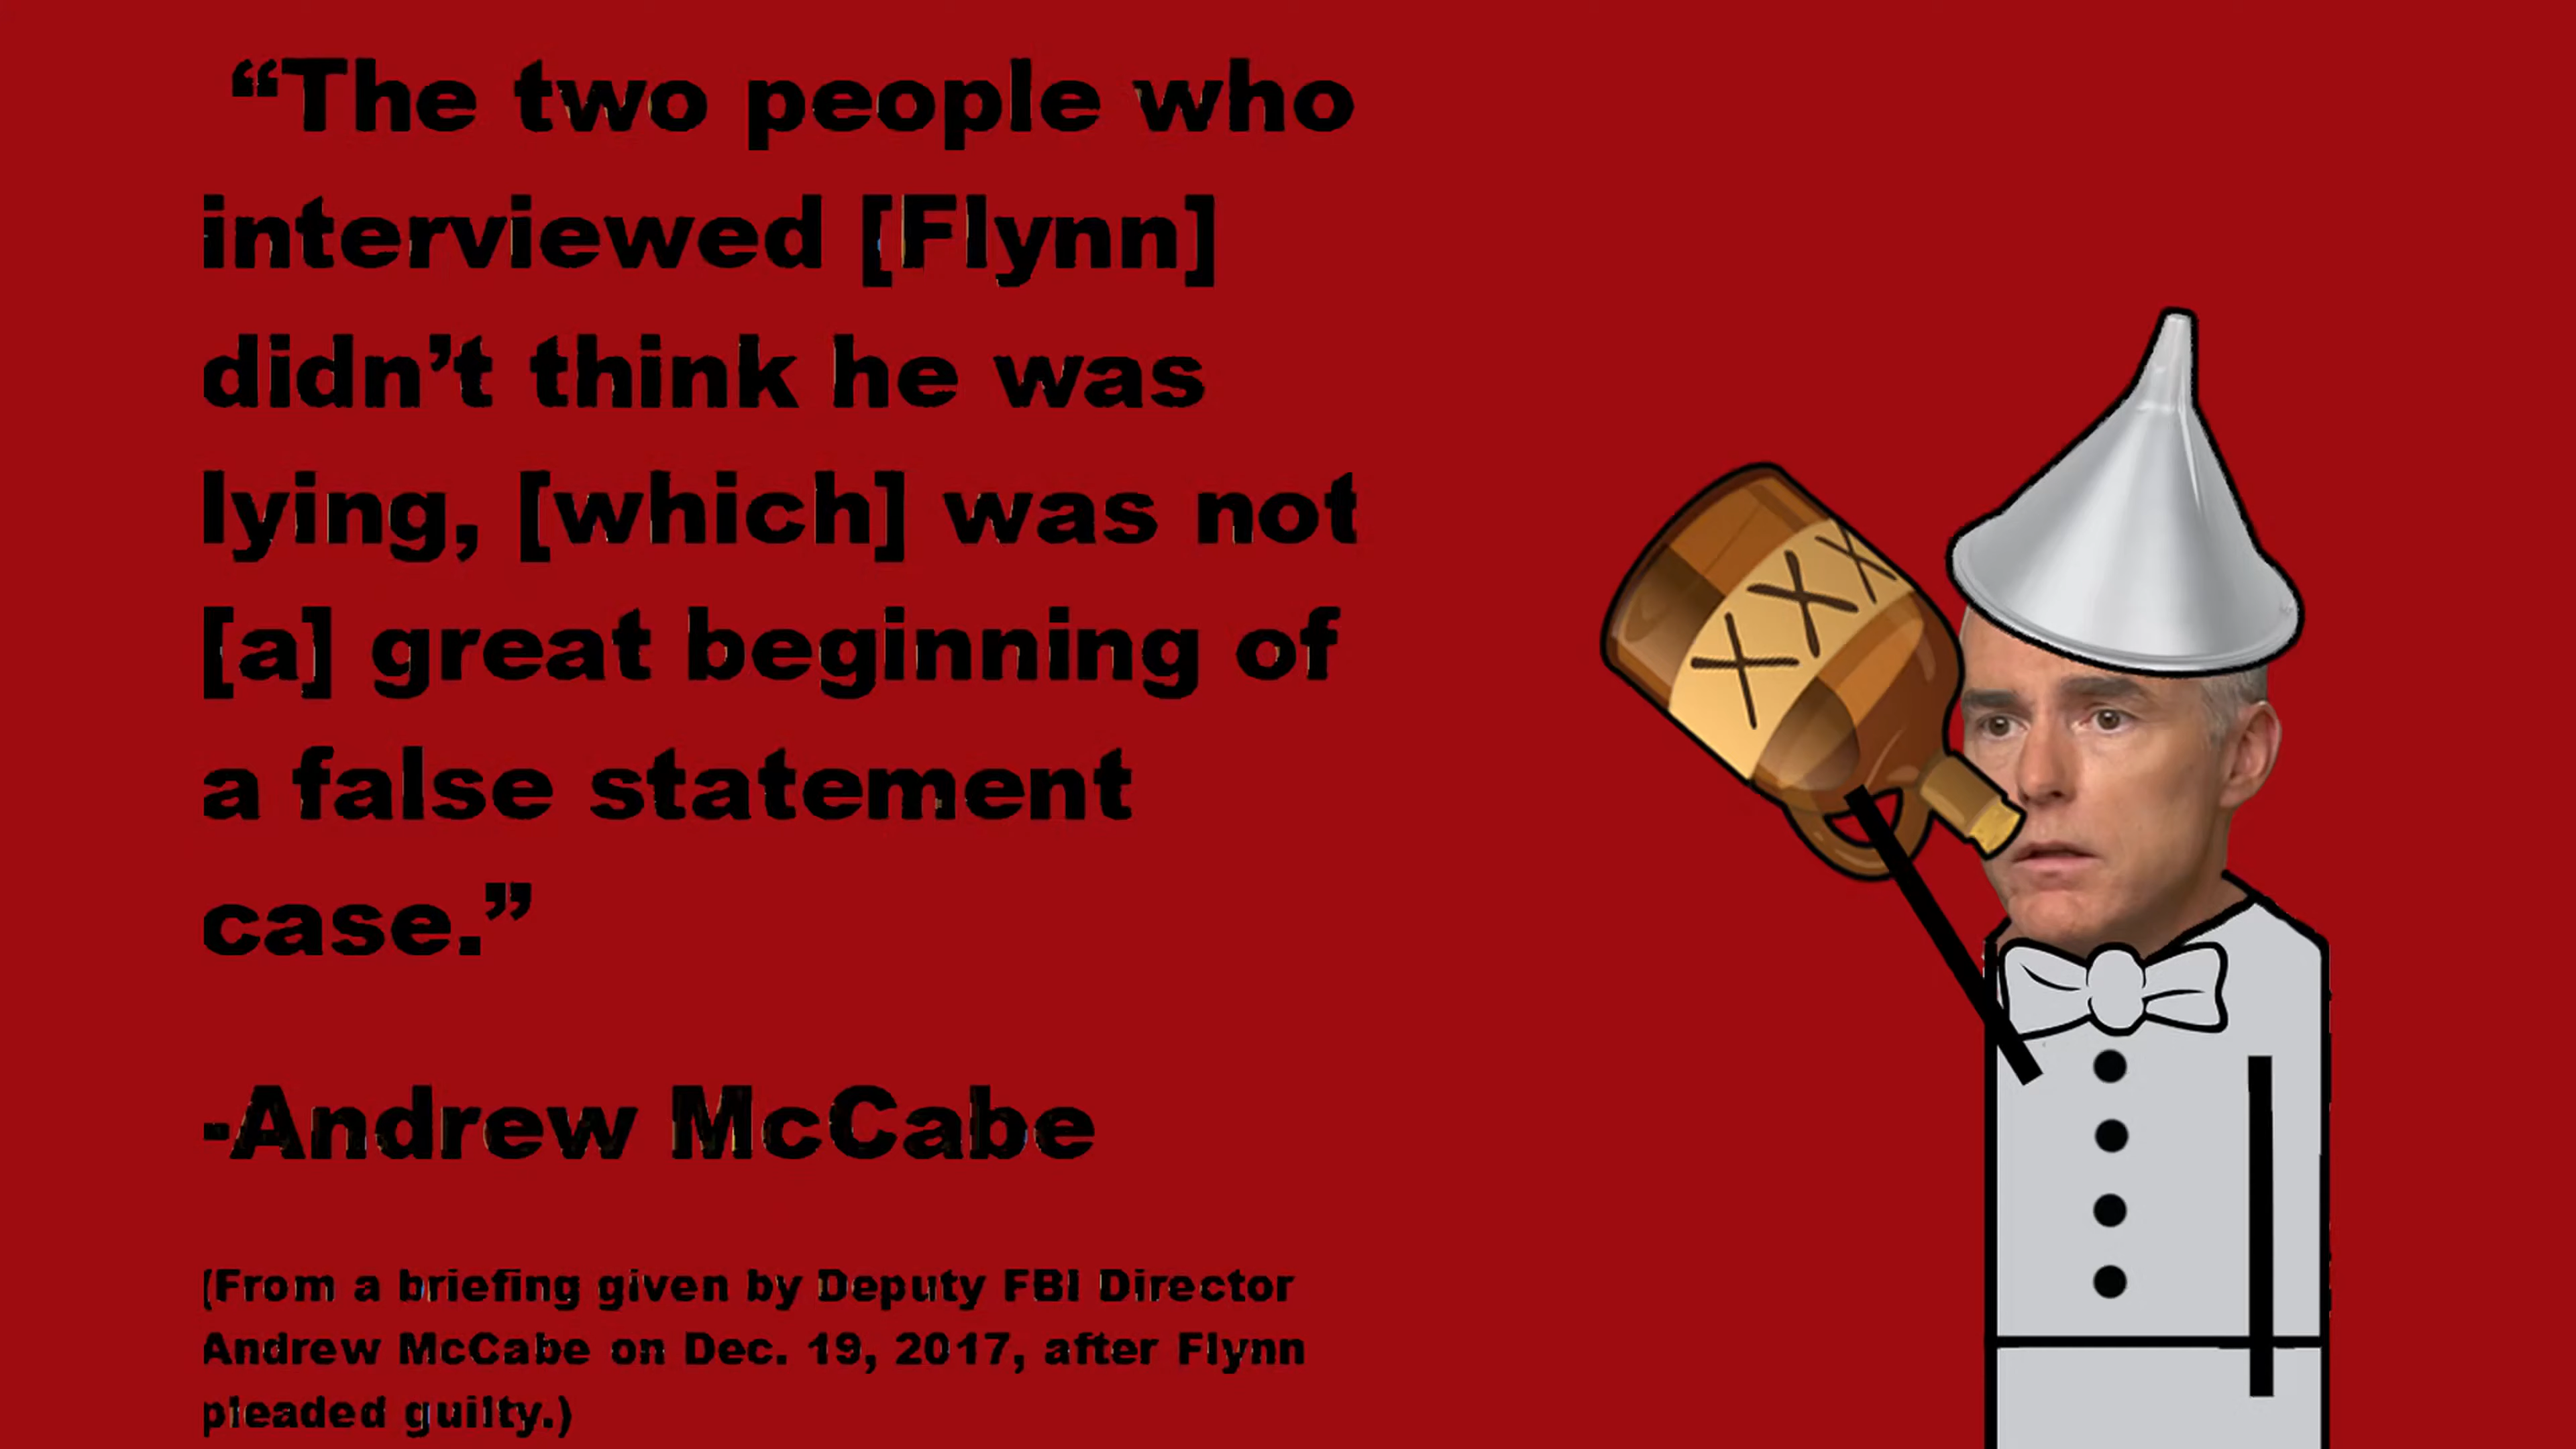 “The two people who
interviewed [Flynn]
didn’t think he was
lying, [which] was not
[a] great beginning of
a false statement
case.”
-Andrew McCabe
(From a briefing given by Deputy FBI Director
Andrew McCabe on Dec. 19, 2017, after Flynn
pleaded guilty.)
XXX